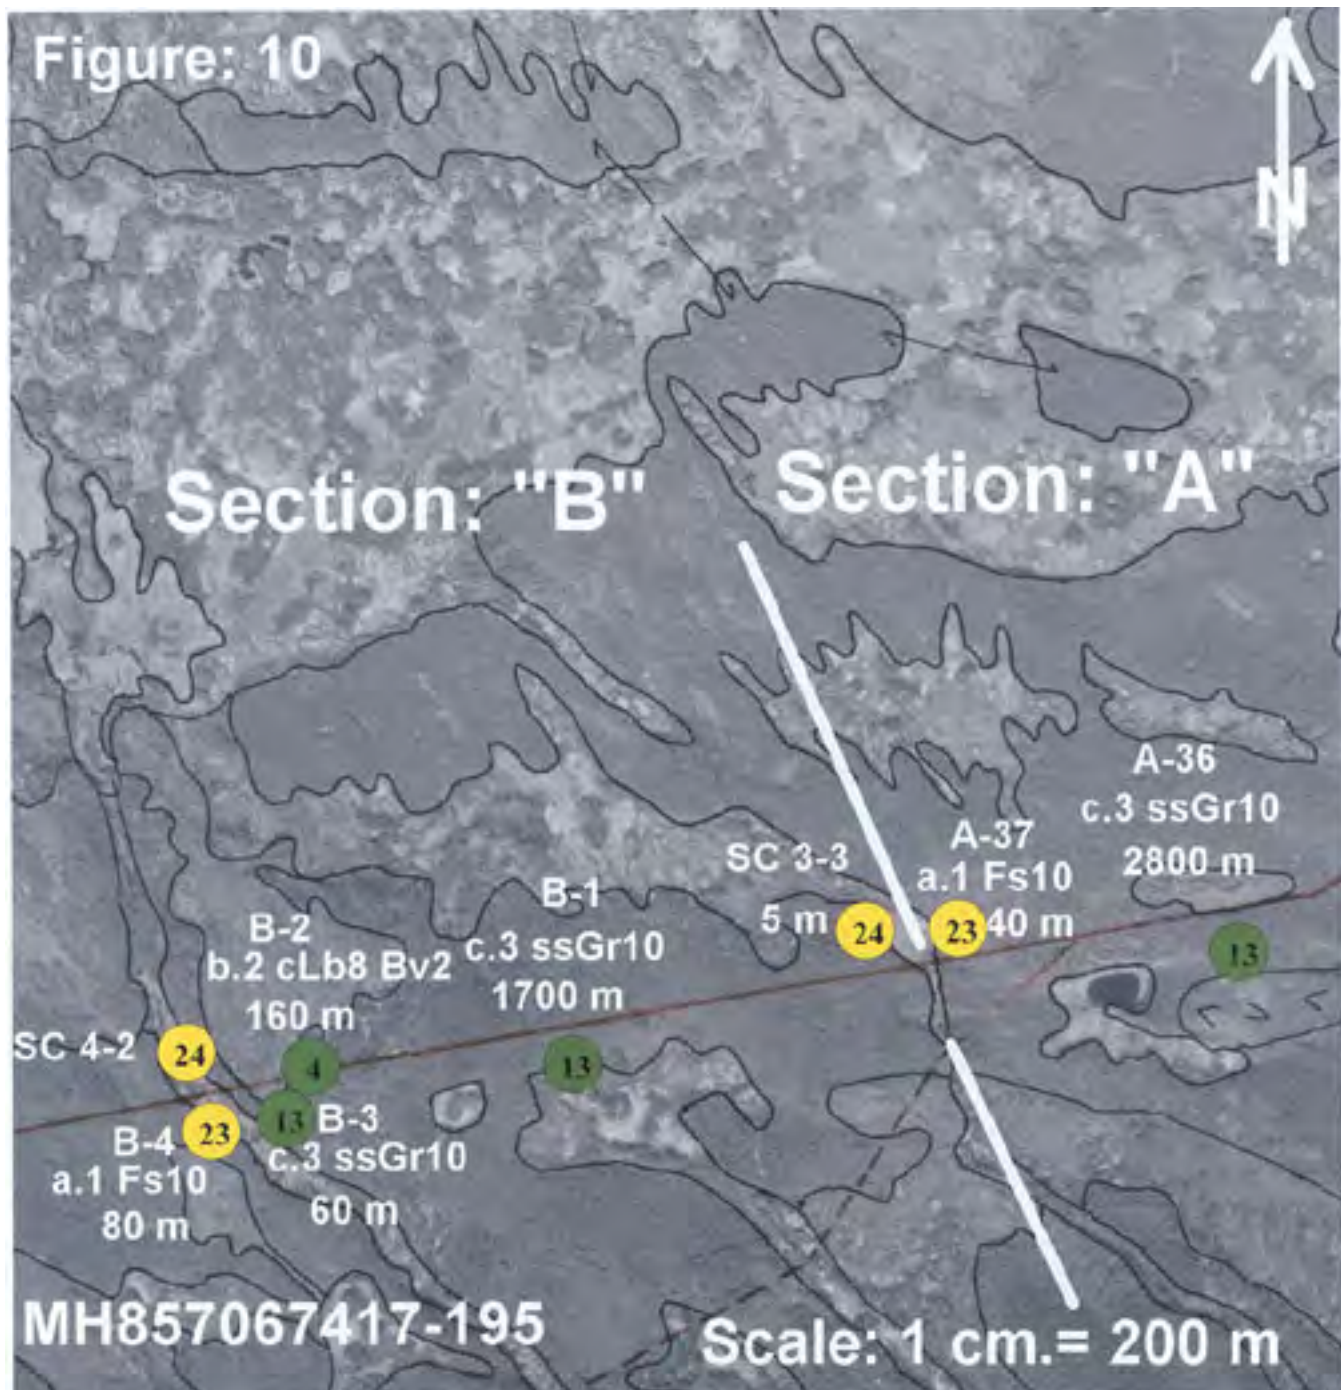 Figure: 10
N
Section: "B"
Section: "A"
A-36
c.3 ssGr10
2800 m
A-37
a.1 Fs10
40 m
SC 3-3
5 m
24
23
13
B-1
c.3 ssGr10
1700 m
B-2
b.2 cLb8 Bv2
160 m
SC 4-2
24
4
13
13
B-3
c.3 ssGr10
60 m
23
B-4
a.1 Fs10
80 m
MH857067417-195
Scale: 1 cm.= 200 m